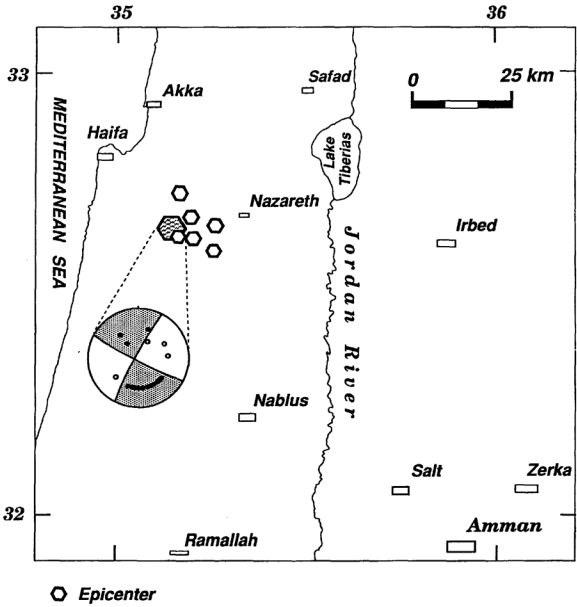 35
36
33
Safad
0
25 km
Akka
MEDITERRANEAN SEA
Haifa
Lake
Tiberias
Nazareth
Irbed
Jordan River
Nablus
Salt
Zerka
32
Amman
Ramallah
Epicenter